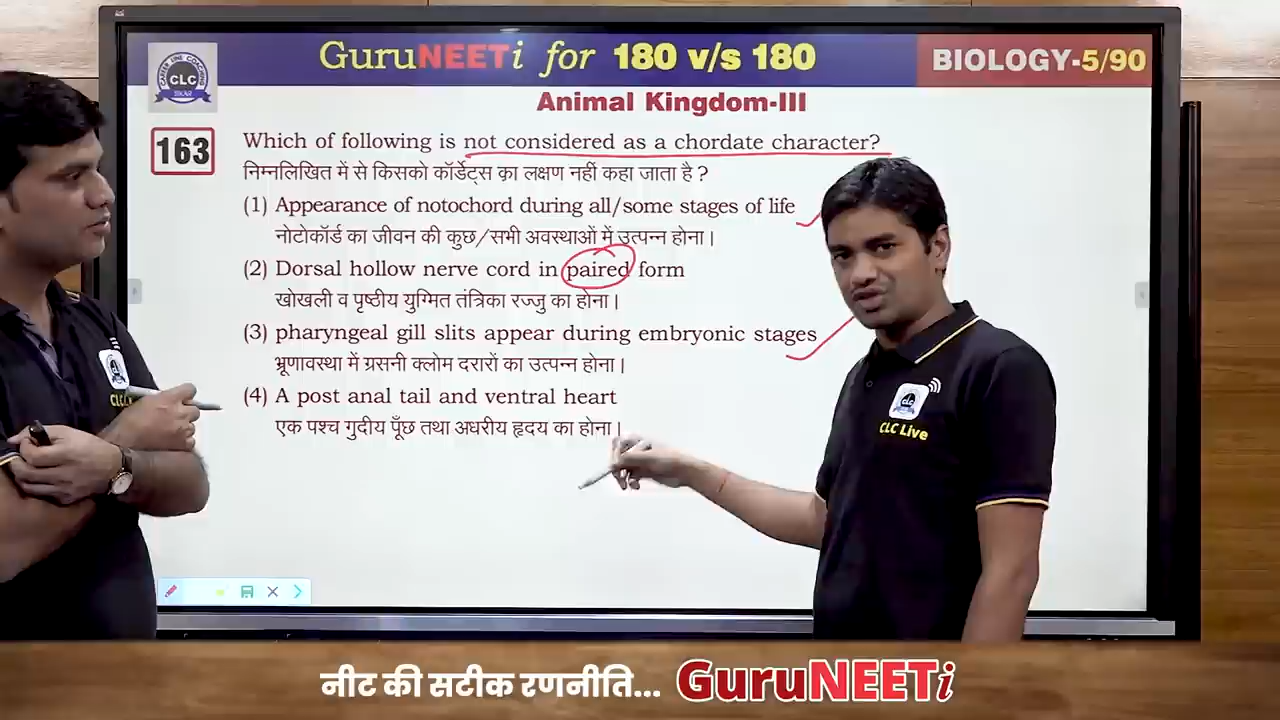 GuruNEETi for 180 v/s 180
BIOLOGY-5/90
CLC
SIKAR
Animal Kingdom-III
163
Which of following is not considered as a chordate character?
निम्नलिखित में से किसको कॉर्डेट्स का लक्षण नहीं कहा जाता है ?
(1) Appearance of notochord during all/some stages of life
नोटोकॉर्ड का जीवन की कुछ/सभी अवस्थाओं में उत्पन्न होना।
(2) Dorsal hollow nerve cord in paired form
खोखली व पृष्ठीय युग्मित तंत्रिका रज्जु का होना।
(3) pharyngeal gill slits appear during embryonic stages
भ्रूणावस्था में ग्रसनी क्लोम दरारों का उत्पन्न होना।
(4) A post anal tail and ventral heart
एक पश्च गुदीय पूँछ तथा अधरीय हृदय का होना।
CLC Live
नीट की सटीक रणनीति... GuruNEETi